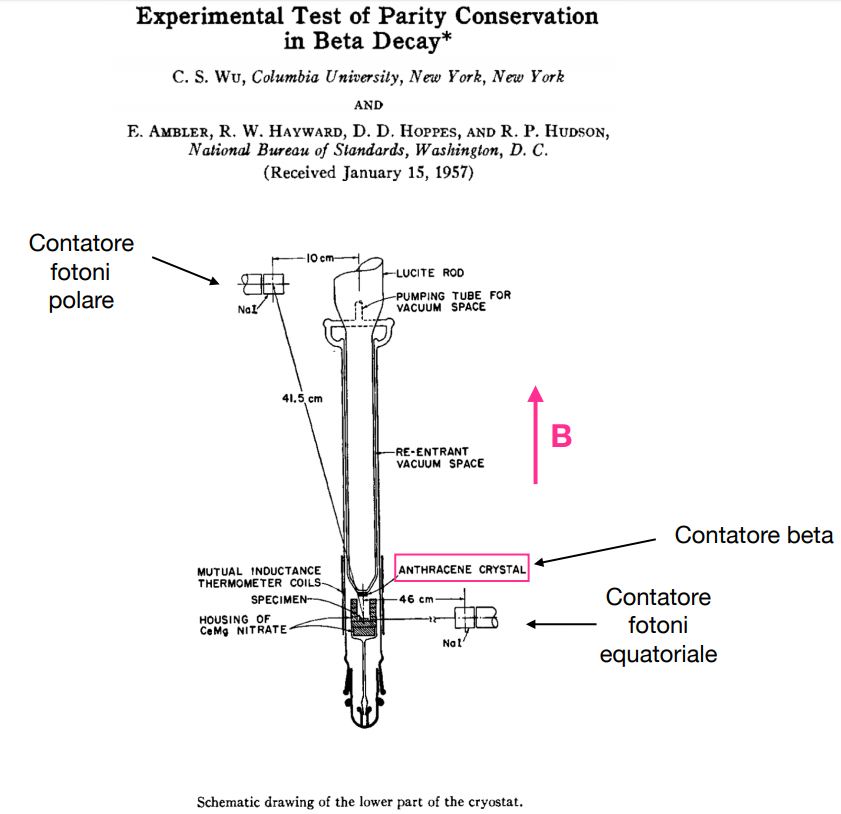 Experimental Test of Parity Conservation
in Beta Decay*
C. S. WU, Columbia University, New York, New York
AND
E. AMBLER, R. W. HAYWARD, D. D. HOPPES, AND R. P. HUDSON,
National Bureau of Standards, Washington, D. C.
(Received January 15, 1957)
Contatore
fotoni
polare
10 cm
NaI
LUCITE ROD
PUMPING TUBE FOR
VACUUM SPACE
41.5 cm
B
RE-ENTRANT
VACUUM SPACE
Contatore beta
MUTUAL INDUCTANCE
THERMOMETER COILS
ANTHRACENE CRYSTAL
SPECIMEN
46 cm
HOUSING OF
CeMg NITRATE
NaI
Contatore
fotoni
equatoriale
Schematic drawing of the lower part of the cryostat.